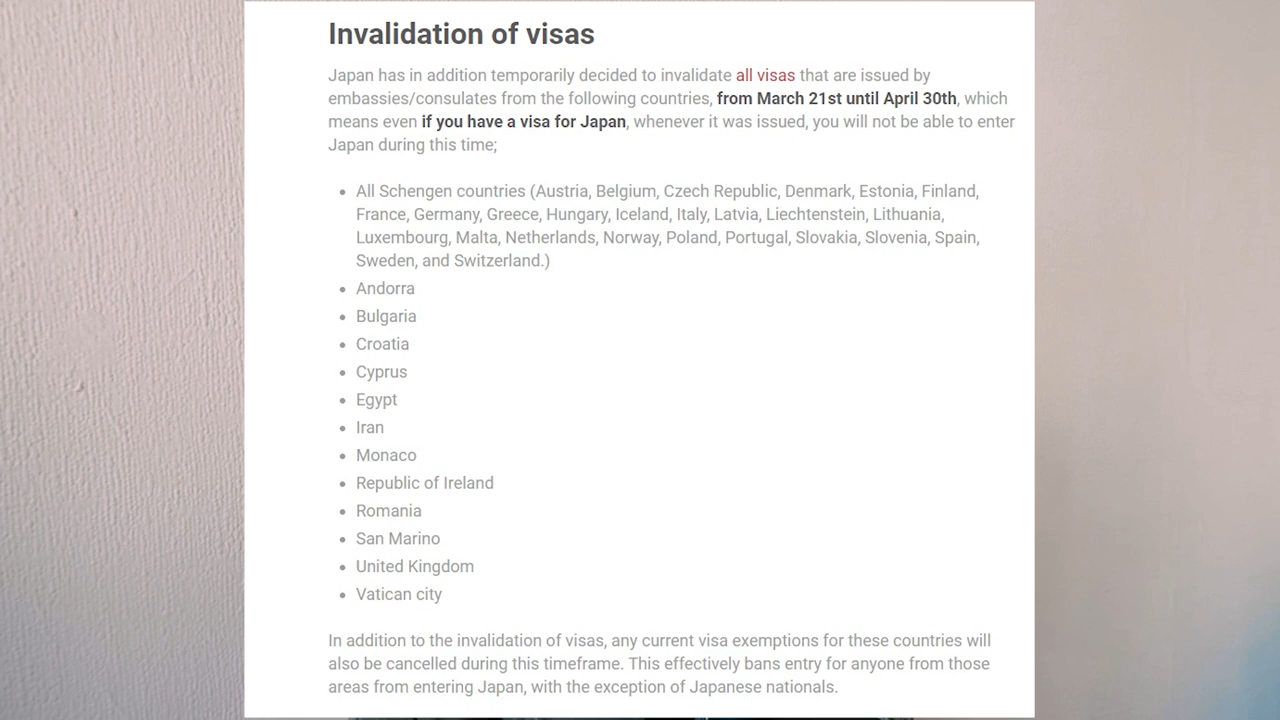 Invalidation of visas
Japan has in addition temporarily decided to invalidate all visas that are issued by
embassies/consulates from the following countries, from March 21st until April 30th, which
means even if you have a visa for Japan, whenever it was issued, you will not be able to enter
Japan during this time;
All Schengen countries (Austria, Belgium, Czech Republic, Denmark, Estonia, Finland,
France, Germany, Greece, Hungary, Iceland, Italy, Latvia, Liechtenstein, Lithuania,
Luxembourg, Malta, Netherlands, Norway, Poland, Portugal, Slovakia, Slovenia, Spain,
Sweden, and Switzerland.)
Andorra
Bulgaria
Croatia
Cyprus
Egypt
Iran
Monaco
Republic of Ireland
Romania
San Marino
United Kingdom
Vatican city
In addition to the invalidation of visas, any current visa exemptions for these countries will
also be cancelled during this timeframe. This effectively bans entry for anyone from those
areas from entering Japan, with the exception of Japanese nationals.